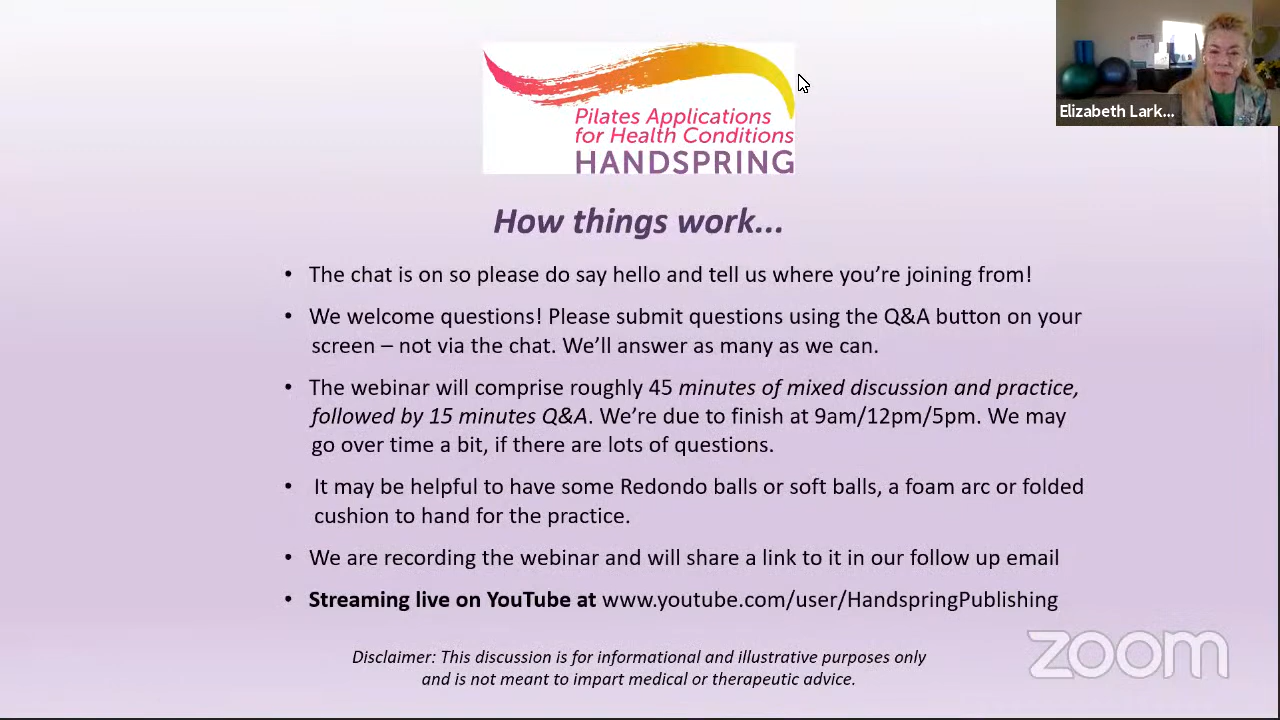 Elizabeth Lark...
Pilates Applications
for Health Conditions
HANDSPRING
How things work...
• The chat is on so please do say hello and tell us where you’re joining from!
• We welcome questions! Please submit questions using the Q&A button on your
screen – not via the chat. We’ll answer as many as we can.
• The webinar will comprise roughly 45 minutes of mixed discussion and practice,
followed by 15 minutes Q&A. We’re due to finish at 9am/12pm/5pm. We may
go over time a bit, if there are lots of questions.
• It may be helpful to have some Redondo balls or soft balls, a foam arc or folded
cushion to hand for the practice.
• We are recording the webinar and will share a link to it in our follow up email
• Streaming live on YouTube at www.youtube.com/user/HandspringPublishing
zoom
Disclaimer: This discussion is for informational and illustrative purposes only
and is not meant to impart medical or therapeutic advice.